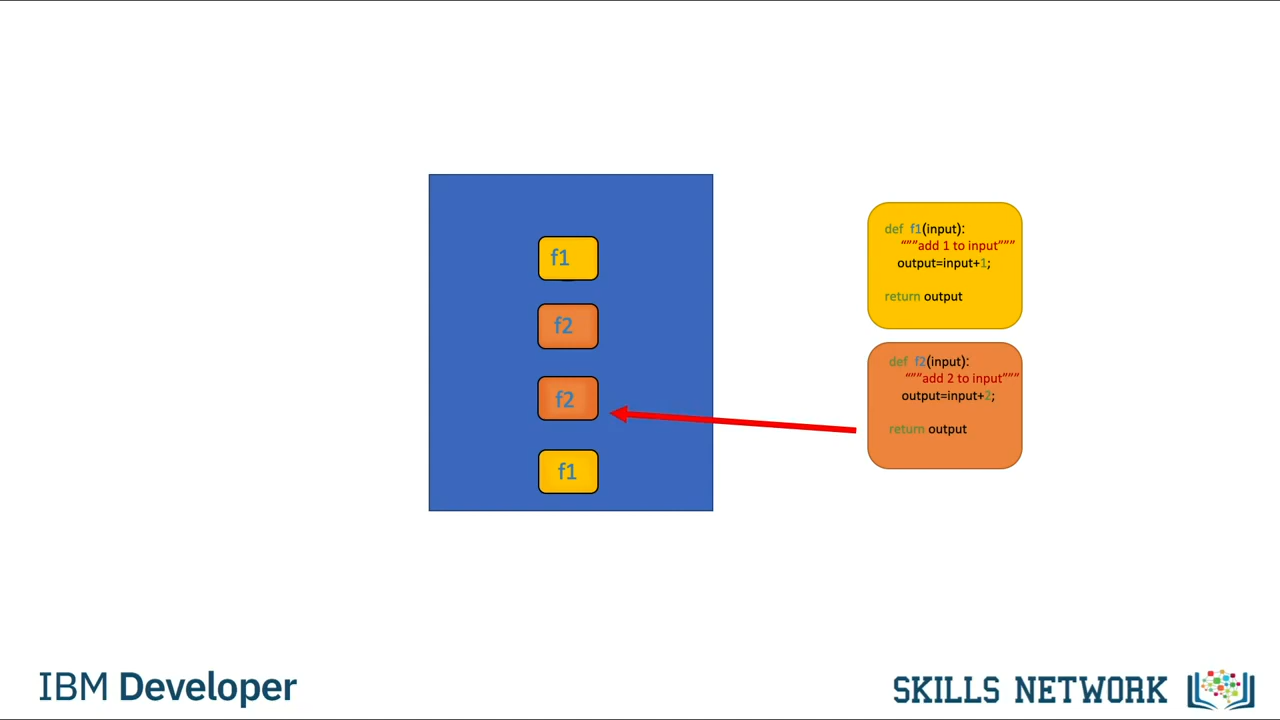 f1
f2
f2
f1
def f1(input):
“””add 1 to input”””
output=input+1;
return output
def f2(input):
“””add 2 to input”””
output=input+2;
return output
IBM Developer
SKILLS NETWORK